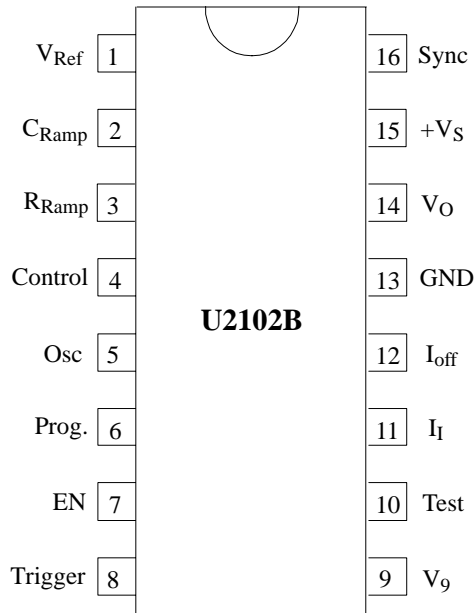 V_Ref 1 16 Sync
C_Ramp 2 15 +V_S
R_Ramp 3 14 V_O
Control 4 13 GND
U2102B
Osc 5 12 I_off
Prog. 6 11 I_I
EN 7 10 Test
Trigger 8 9 V_9